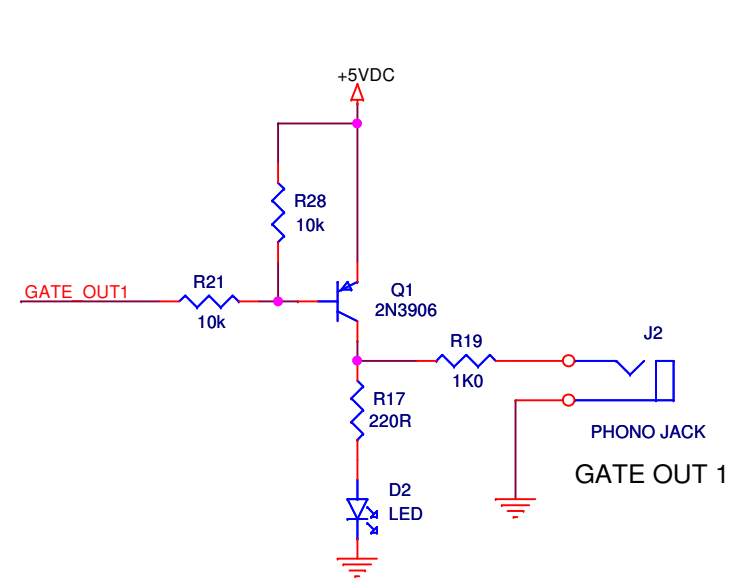 +5VDC
R28
10k
GATE_OUT1
R21
10k
Q1
2N3906
R19
1K0
J2
R17
220R
PHONO JACK
GATE OUT 1
D2
LED